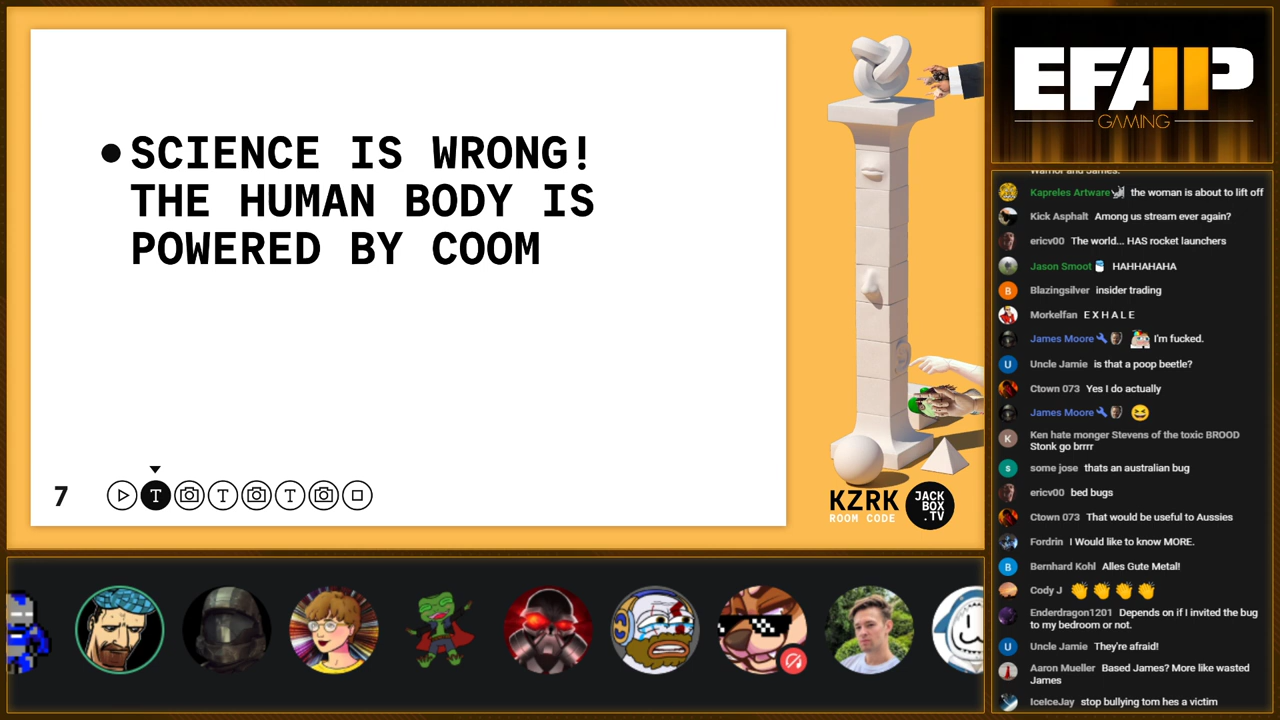 SCIENCE IS WRONG!
THE HUMAN BODY IS
POWERED BY COOM
7
T
T
T
KZRK
ROOM CODE
JACK
BOX
.TV
EFAP
GAMING
Warrior and James.
Kapreles Artware the woman is about to lift off
Kick Asphalt Among us stream ever again?
ericv00 The world... HAS rocket launchers
Jason Smoot HAHHAHAHA
B Blazingsilver insider trading
Morkelfan E X H A L E
James Moore I'm fucked.
U Uncle Jamie is that a poop beetle?
Ctown 073 Yes I do actually
James Moore
K Ken hate monger Stevens of the toxic BROOD
Stonk go brrrr
s some jose thats an australian bug
ericv00 bed bugs
Ctown 073 That would be useful to Aussies
Fordrin I Would like to know MORE.
B Bernhard Kohl Alles Gute Metal!
Cody J
Enderdragon1201 Depends on if I invited the bug
to my bedroom or not.
U Uncle Jamie They're afraid!
Aaron Mueller Based James? More like wasted
James
IceIceJay stop bullying tom hes a victim